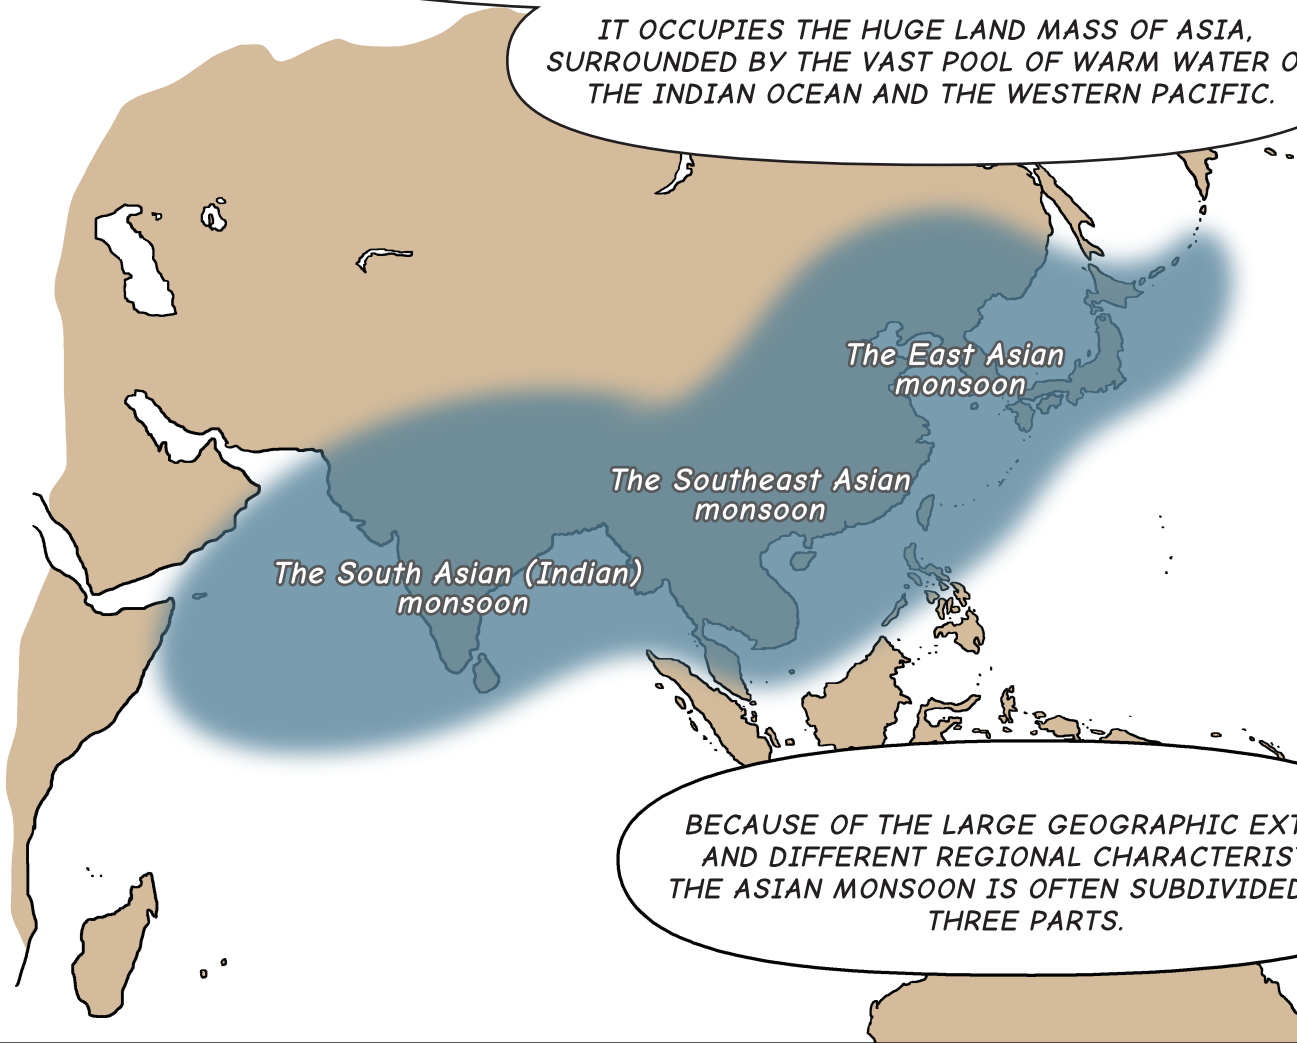 IT OCCUPIES THE HUGE LAND MASS OF ASIA,
SURROUNDED BY THE VAST POOL OF WARM WATER
THE INDIAN OCEAN AND THE WESTERN PACIFIC.
The East Asian
monsoon
The Southeast Asian
monsoon
The South Asian (Indian)
monsoon
BECAUSE OF THE LARGE GEOGRAPHIC
AND DIFFERENT REGIONAL
THE ASIAN MONSOON IS OFTEN SUBDIVIDED
THREE PARTS.